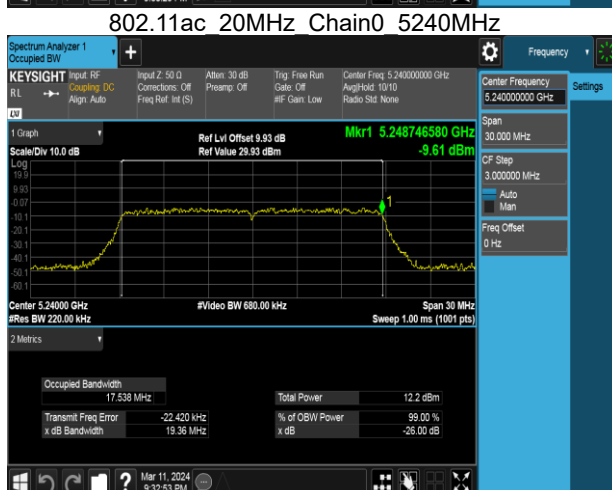 802.11ac_20MHz_Chain0_5240MHz
Spectrum Analyzer 1
Occupied BW
+
Frequency
KEYSIGHT
RL
LXI
Input: RF
Coupling: DC
Align: Auto
Input Z: 50 Ω
Corrections: Off
Freq Ref: Int (S)
Atten: 30 dB
Preamp: Off
Trig: Free Run
Gate: Off
#IF Gain: Low
Center Freq: 5.240000000 GHz
Avg|Hold: 10/10
Radio Std: None
Center Frequency
5.240000000 GHz
Settings
Span
30.000 MHz
CF Step
3.000000 MHz
Auto
Man
Freq Offset
0 Hz
1 Graph
Scale/Div 10.0 dB
Ref Lvl Offset 9.93 dB
Ref Value 29.93 dBm
Mkr1 5.248746580 GHz
-9.61 dBm
Log
19.9
9.93
-0.07
-10.1
-20.1
-30.1
-40.1
-50.1
-60.1
1
Center 5.24000 GHz
#Res BW 220.00 kHz
#Video BW 680.00 kHz
Span 30 MHz
Sweep 1.00 ms (1001 pts)
2 Metrics
Occupied Bandwidth
17.538 MHz
Total Power 12.2 dBm
Transmit Freq Error -22.420 kHz
% of OBW Power 99.00 %
x dB Bandwidth 19.36 MHz
x dB -26.00 dB
?
Mar 11, 2024
9:32:53 PM